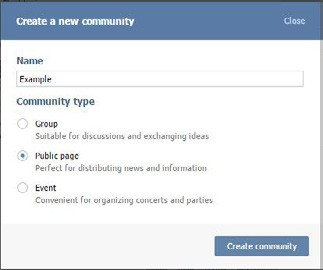 Create a new community
Close
Name
Example
Community type
Group
Suitable for discussions and exchanging ideas
Public page
Perfect for distributing news and information
Event
Convenient for organizing concerts and parties
Create community